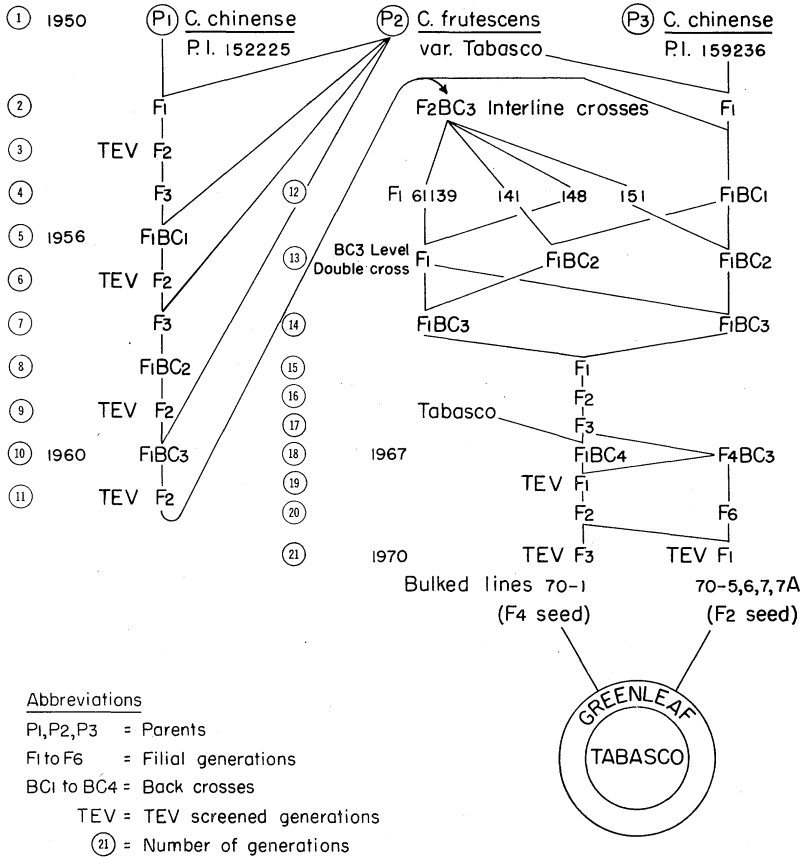 1 1950 P1 C. chinense P2 C. frutescens P3 C. chinense
P.I. 152225 var. Tabasco P.I. 159236
2 F1 F2BC3 Interline crosses F1
3 TEV F2
4 F3 12 F1 61139 141 148 151 F1BC1
5 1956 F1BC1
BC3 Level
13 Double cross F1 F1BC2 F1BC2
6 TEV F2
7 F3 14 F1BC3 F1BC3
8 F1BC2 15 F1
16 F2
9 TEV F2 Tabasco
17 F3
10 1960 F1BC3 18 1967 F1BC4 F4BC3
19 TEV F1
11 TEV F2 20 F2 F6
21 1970 TEV F3 TEV F1
Bulked lines 70-1 70-5,6,7,7A
(F4 seed) (F2 seed)
GREENLEAF
TABASCO
Abbreviations
P1,P2,P3 = Parents
F1 to F6 = Filial generations
BC1 to BC4 = Back crosses
TEV = TEV screened generations
21 = Number of generations